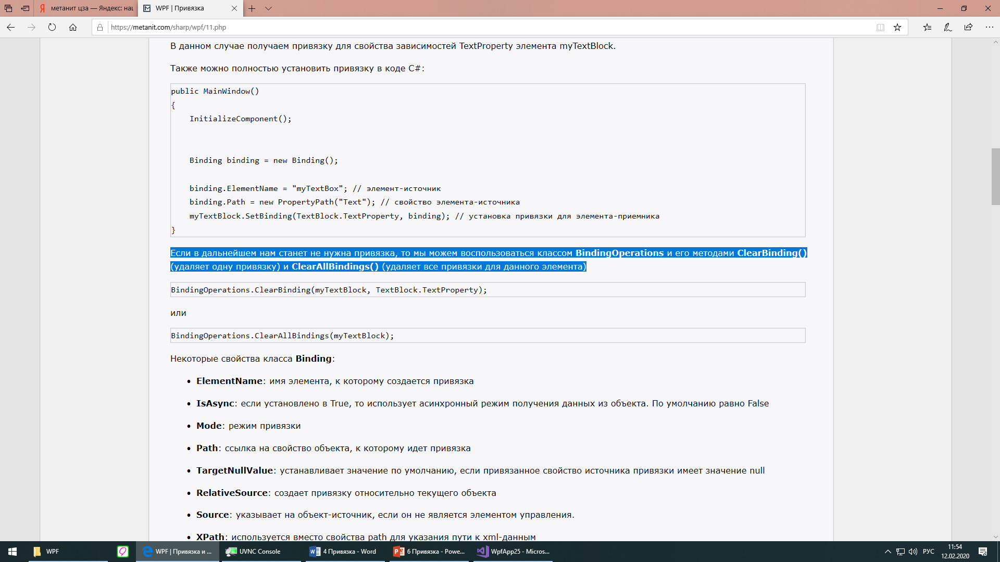 метанит цза — Яндекс: наш
WPF | Привязка
https://metanit.com/sharp/wpf/11.php
В данном случае получаем привязку для свойства зависимостей TextProperty элемента myTextBlock.
Также можно полностью установить привязку в коде C#:
public MainWindow()
{
InitializeComponent();
Binding binding = new Binding();
binding.ElementName = "myTextBox"; // элемент-источник
binding.Path = new PropertyPath("Text"); // свойство элемента-источника
myTextBlock.SetBinding(TextBlock.TextProperty, binding); // установка привязки для элемента-приемника
}
Если в дальнейшем нам станет не нужна привязка, то мы можем воспользоваться классом BindingOperations и его методами ClearBinding()
(удаляет одну привязку) и ClearAllBindings() (удаляет все привязки для данного элемента)
BindingOperations.ClearBinding(myTextBlock, TextBlock.TextProperty);
или
BindingOperations.ClearAllBindings(myTextBlock);
Некоторые свойства класса Binding:
• ElementName: имя элемента, к которому создается привязка
• IsAsync: если установлено в True, то использует асинхронный режим получения данных из объекта. По умолчанию равно False
• Mode: режим привязки
• Path: ссылка на свойство объекта, к которому идет привязка
• TargetNullValue: устанавливает значение по умолчанию, если привязанное свойство источника привязки имеет значение null
• RelativeSource: создает привязку относительно текущего объекта
• Source: указывает на объект-источник, если он не является элементом управления.
• XPath: используется вместо свойства path для указания пути к xml-данным
WPF
WPF | Привязка и ...
UVNC Console
4 Привязка - Word
6 Привязка - Powe...
WpfApp25 - Micros...
РУС
11:54
12.02.2020